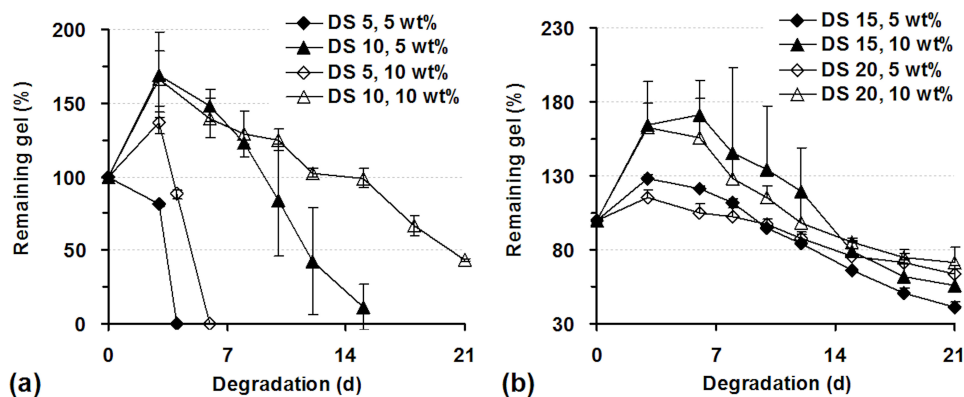 DS 5, 5 wt%
DS 10, 5 wt%
DS 5, 10 wt%
DS 10, 10 wt%
Remaining gel (%)
200
150
100
50
0
0 7 14 21
Degradation (d)
(a)
DS 15, 5 wt%
DS 15, 10 wt%
DS 20, 5 wt%
DS 20, 10 wt%
Remaining gel (%)
180
130
80
30
0 7 14 21
Degradation (d)
(b)